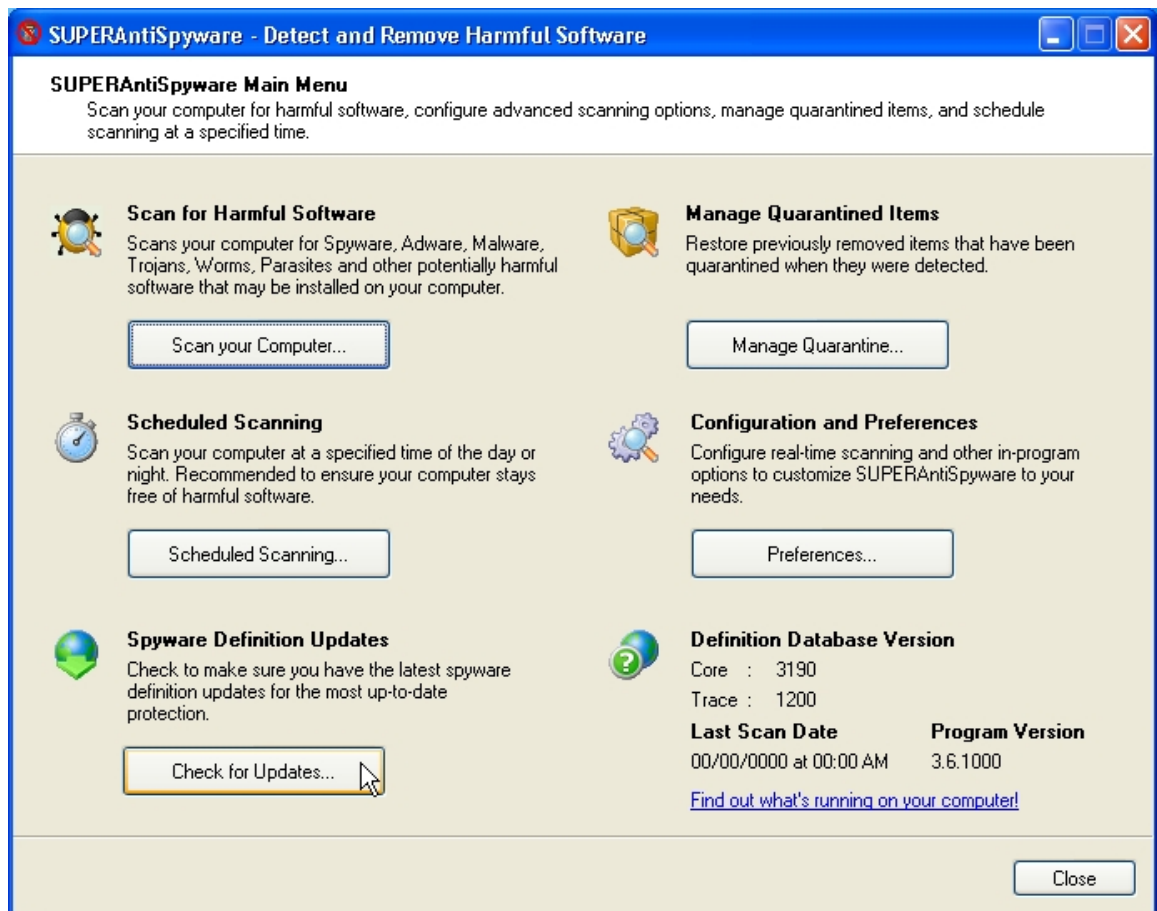 SUPERAntiSpyware - Detect and Remove Harmful Software
SUPERAntiSpyware Main Menu
Scan your computer for harmful software, configure advanced scanning options, manage quarantined items, and schedule
scanning at a specified time.
Scan for Harmful Software
Scans your computer for Spyware, Adware, Malware,
Trojans, Worms, Parasites and other potentially harmful
software that may be installed on your computer.
Scan your Computer...
Manage Quarantined Items
Restore previously removed items that have been
quarantined when they were detected.
Manage Quarantine...
Scheduled Scanning
Scan your computer at a specified time of the day or
night. Recommended to ensure your computer stays
free of harmful software.
Scheduled Scanning...
Configuration and Preferences
Configure real-time scanning and other in-program
options to customize SUPERAntiSpyware to your
needs.
Preferences...
Spyware Definition Updates
Check to make sure you have the latest spyware
definition updates for the most up-to-date
protection.
Check for Updates...
Definition Database Version
Core : 3190
Trace : 1200
Last Scan Date Program Version
00/00/0000 at 00:00 AM 3.6.1000
Find out what's running on your computer!
Close